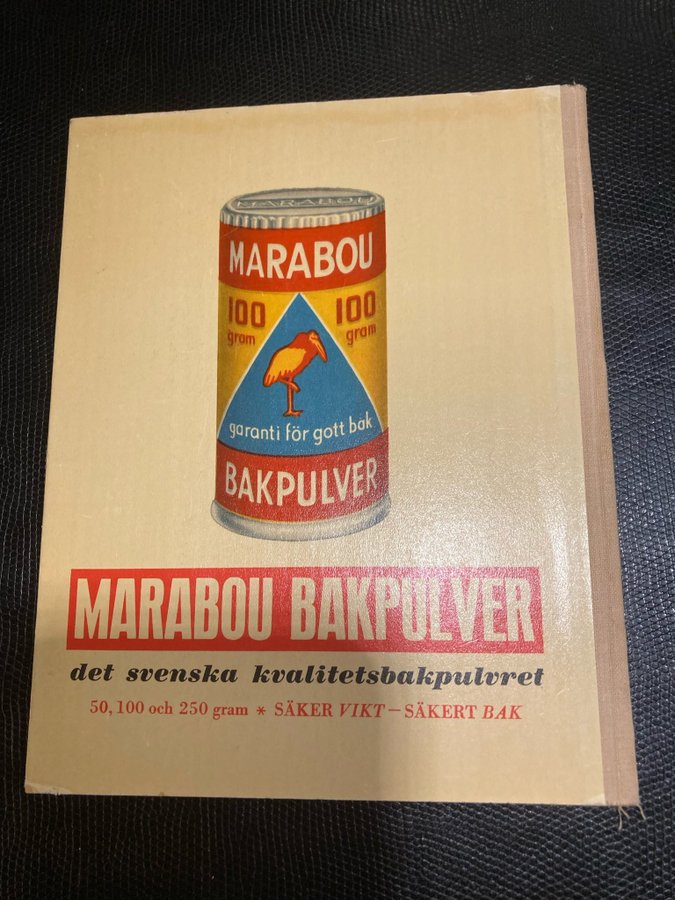 MARABOU
MARABOU
100 gram 100 gram
garanti för gott bak
BAKPULVER
MARABOU BAKPULVER
det svenska kvalitetsbakpulvret
50, 100 och 250 gram * SÄKER VIKT – SÄKERT BAK